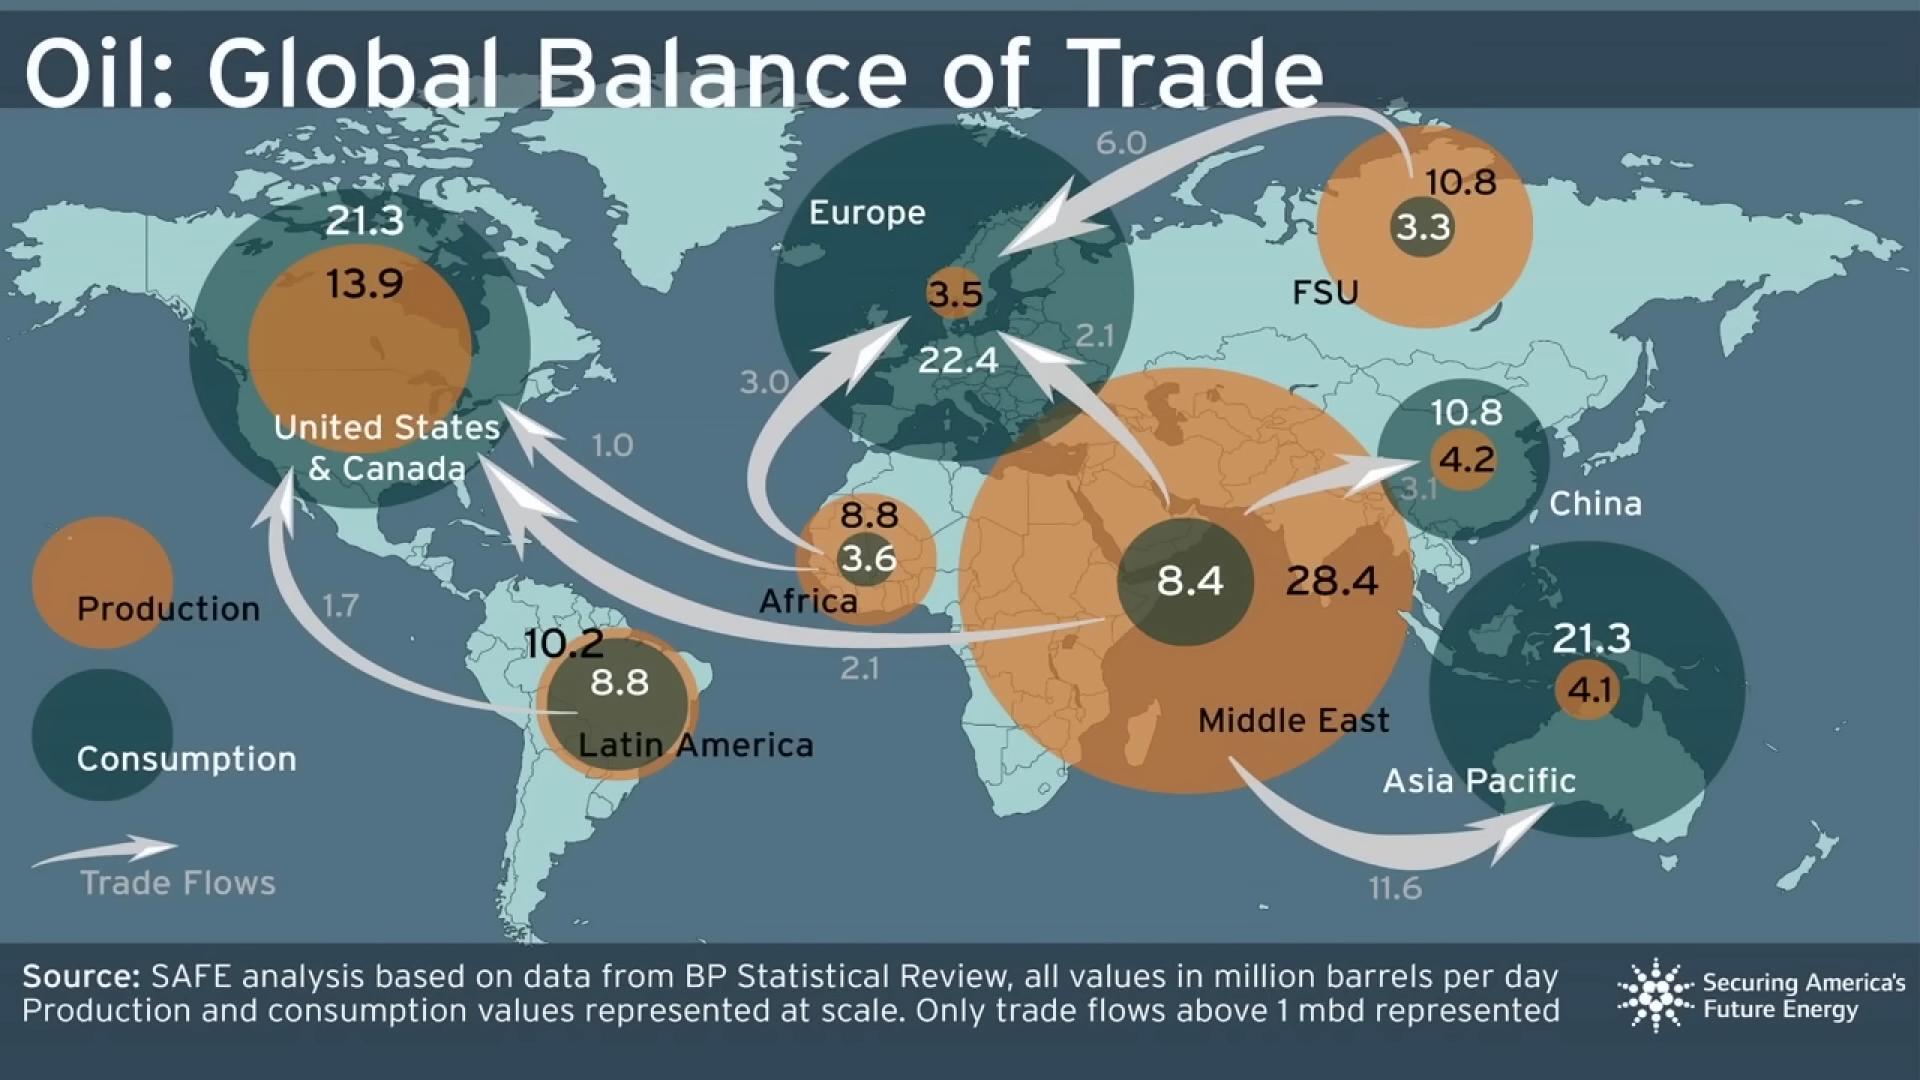 Oil: Global Balance of Trade
6.0
10.8
3.3
FSU
Europe
3.5
22.4
2.1
3.0
21.3
13.9
United States
& Canada
1.0
10.8
4.2
3.1
China
8.8
3.6
Africa
8.4
28.4
Middle East
2.1
1.7
10.2
8.8
Latin America
21.3
4.1
Asia Pacific
11.6
Production
Consumption
Trade Flows
Source: SAFE analysis based on data from BP Statistical Review, all values in million barrels per day
Production and consumption values represented at scale. Only trade flows above 1 mbd represented
Securing America's
Future Energy